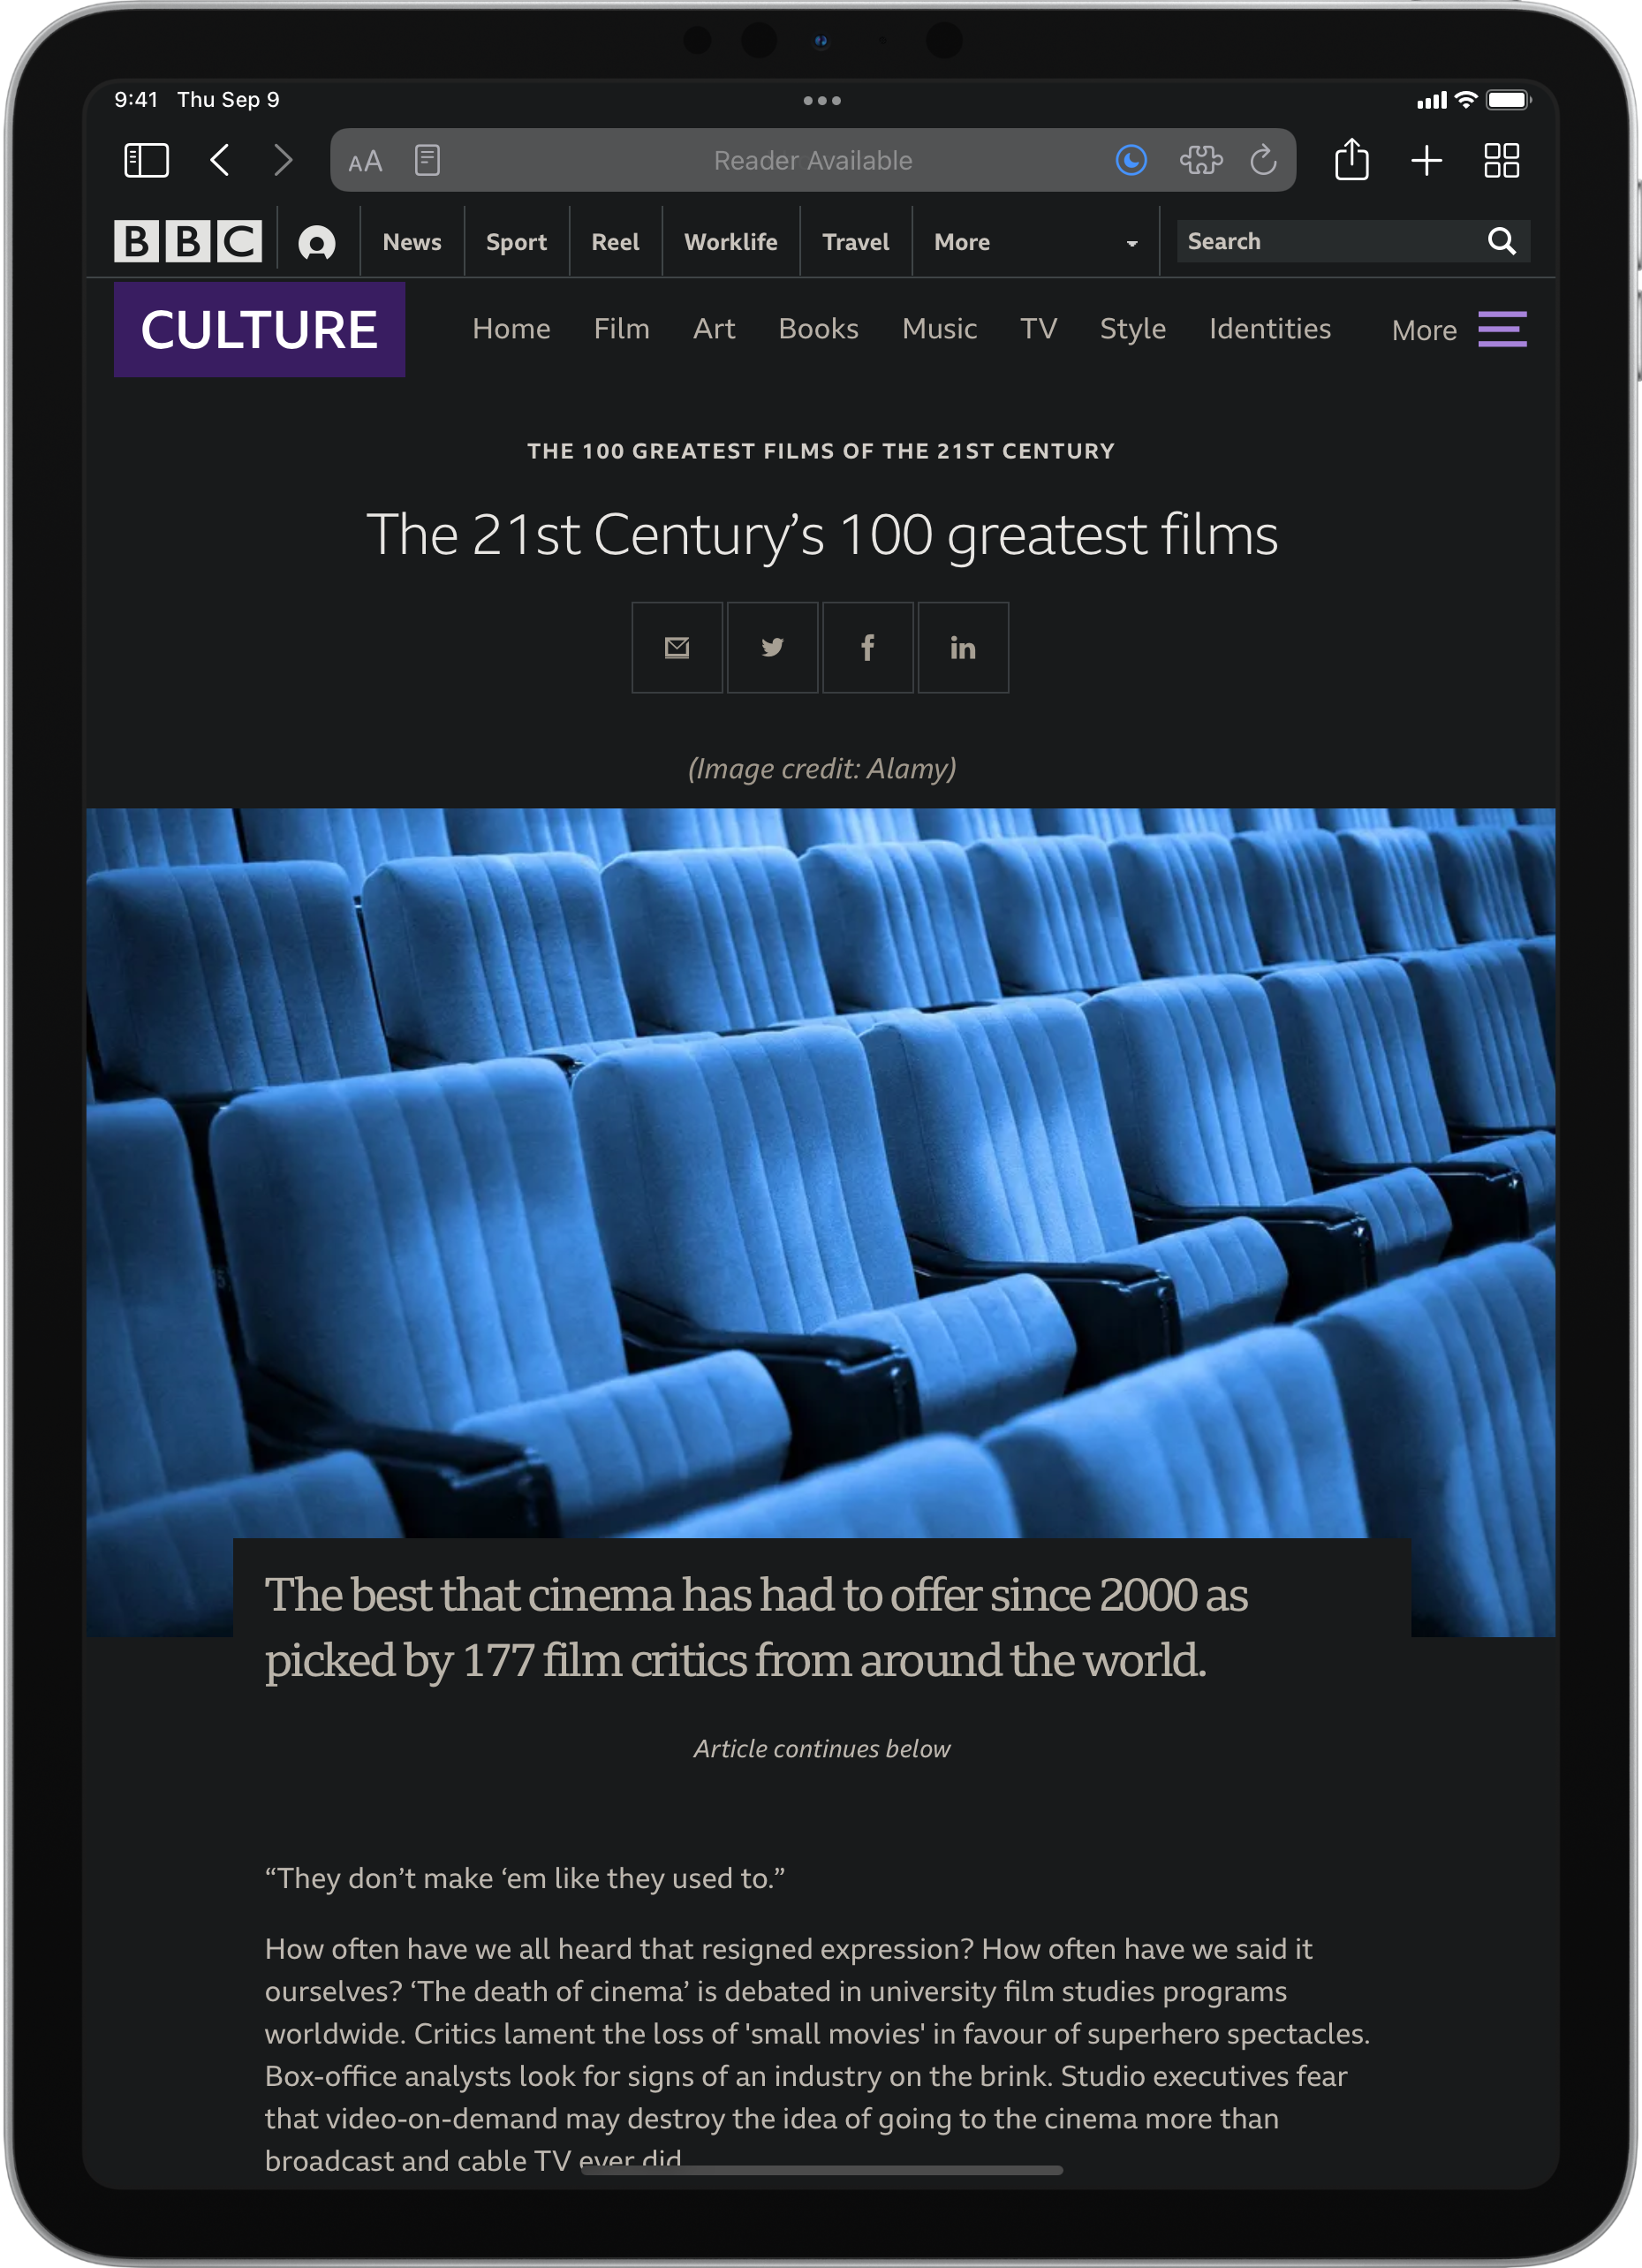 9:41 Thu Sep 9
AA Reader Available
BBC News Sport Reel Worklife Travel More Search
CULTURE Home Film Art Books Music TV Style Identities More
THE 100 GREATEST FILMS OF THE 21ST CENTURY
The 21st Century’s 100 greatest films
f in
(Image credit: Alamy)
The best that cinema has had to offer since 2000 as
picked by 177 film critics from around the world.
Article continues below
“They don’t make ‘em like they used to.”
How often have we all heard that resigned expression? How often have we said it
ourselves? ‘The death of cinema’ is debated in university film studies programs
worldwide. Critics lament the loss of 'small movies' in favour of superhero spectacles.
Box-office analysts look for signs of an industry on the brink. Studio executives fear
that video-on-demand may destroy the idea of going to the cinema more than
broadcast and cable TV ever did